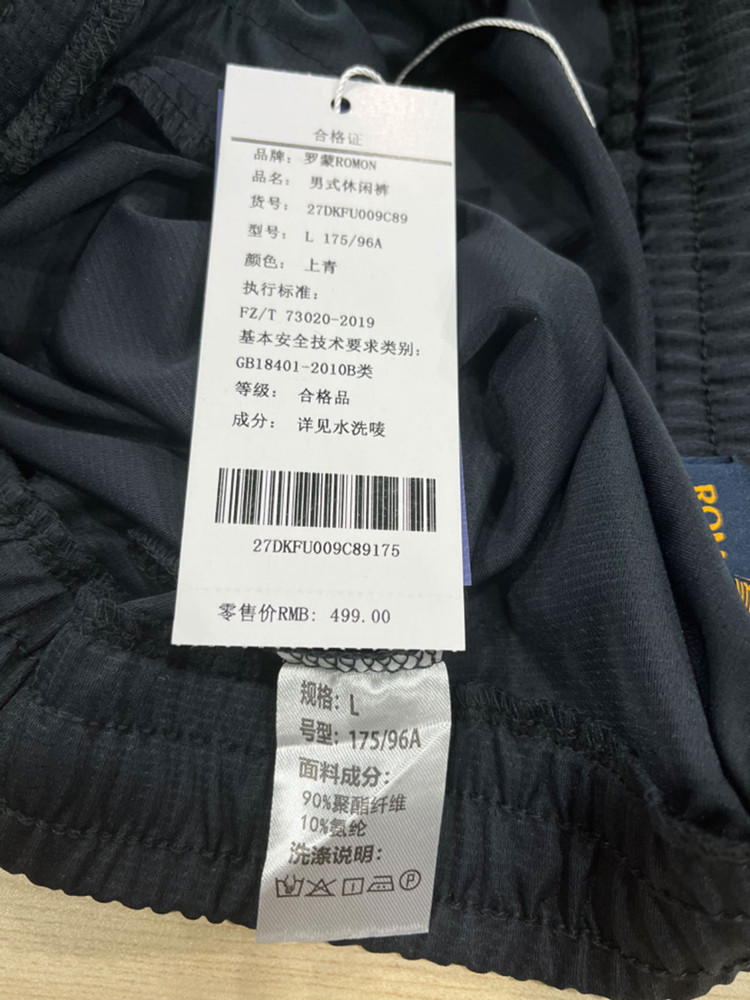 合格证
品牌: 罗蒙ROMON
品名: 男式休闲裤
货号: 27DKFU009C89
型号: L 175/96A
颜色: 上青
执行标准:
FZ/T 73020-2019
基本安全技术要求类别:
GB18401-2010B类
等级: 合格品
成分: 详见水洗唛
27DKFU009C89175
零售价RMB: 499.00
规格: L
号型: 175/96A
面料成分:
90%聚酯纤维
10%氨纶
洗涤说明:
P
ROM